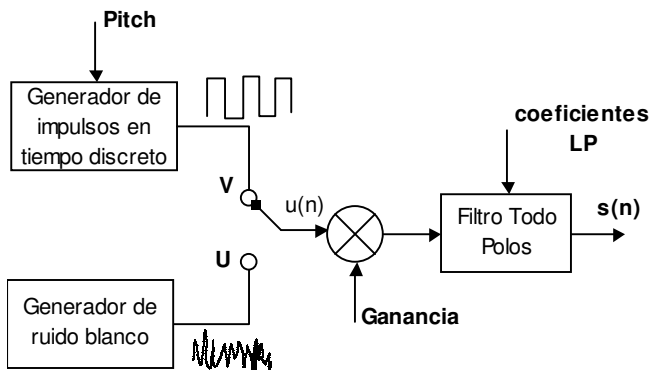 Pitch
Generador de
impulsos en
tiempo discreto
V
u(n)
coeficientes
LP
Filtro Todo
Polos
s(n)
U
Generador de
ruido blanco
Ganancia